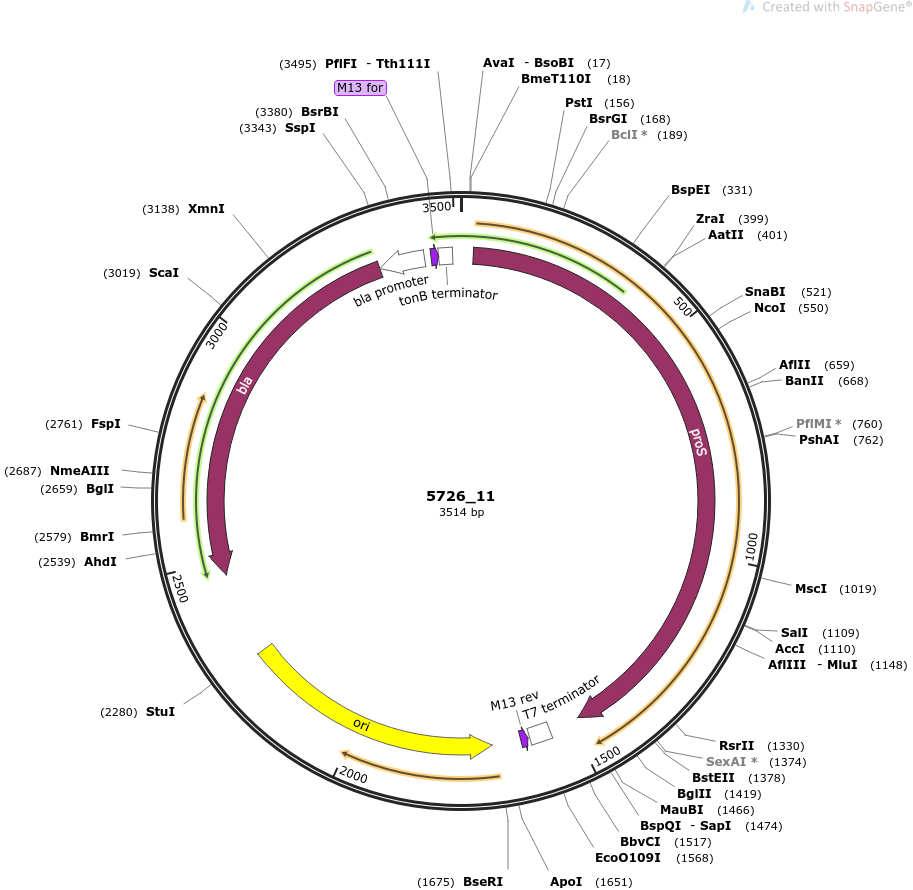 Created with SnapGene®
(3495) PflFI - Tth111I
M13 for
(3380) BsrBI
(3343) SspI
(3138) XmnI
(3019) ScaI
(2761) FspI
(2687) NmeAIII
(2659) BglI
(2579) BmrI
(2539) AhdI
(2280) StuI
AvaI - BsoBI (17)
BmeT110I (18)
PstI (156)
BsrGI (168)
BclI * (189)
BspEI (331)
ZraI (399)
AatII (401)
SnaBI (521)
NcoI (550)
AflII (659)
BanII (668)
PflMI * (760)
PshAI (762)
MscI (1019)
SalI (1109)
AccI (1110)
AflIII - MluI (1148)
RsrII (1330)
SexAI * (1374)
BstEII (1378)
BglII (1419)
MauBI (1466)
BspQI - SapI (1474)
BbvCI (1517)
EcoO109I (1568)
ApoI (1651)
(1675) BseRI
3500
500
1000
1500
2000
2500
3000
bla promoter
tonB terminator
bla
proS
5726_11
3514 bp
M13 rev
T7 terminator
ori